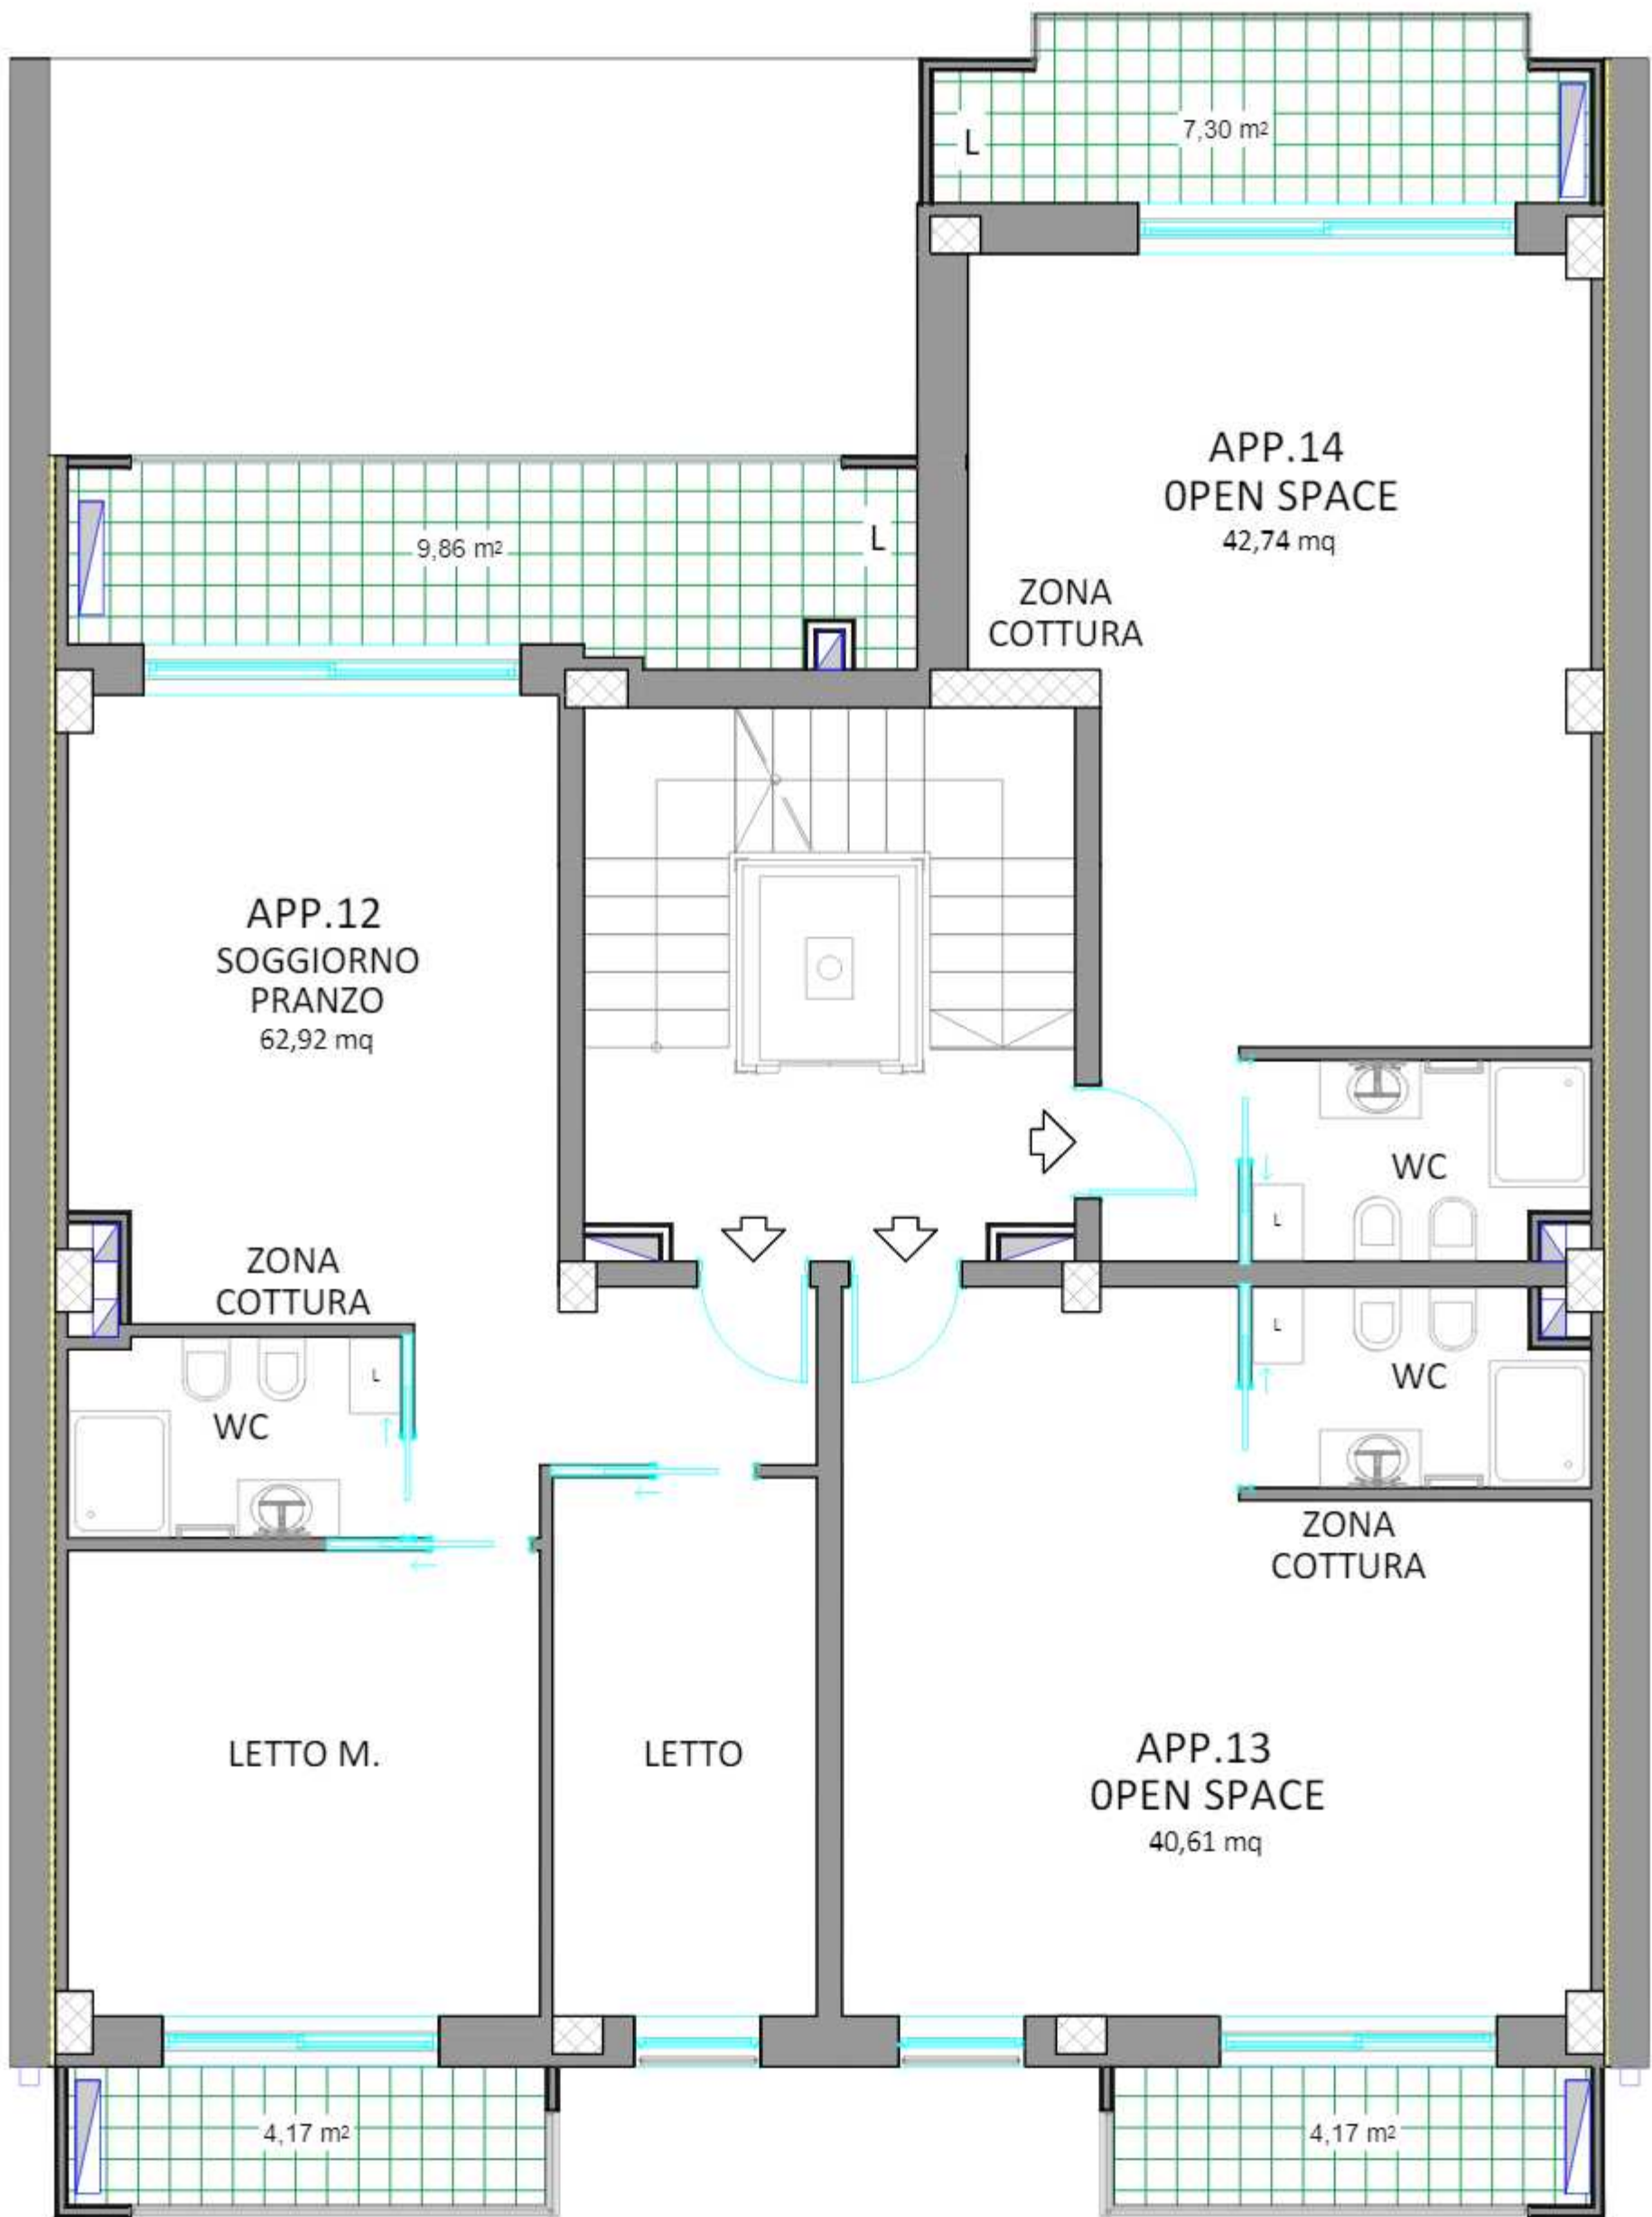 7,30 m²
L
APP.14
0PEN SPACE
42,74 mq
ZONA
COTTURA
9,86 m²
L
APP.12
SOGGIORNO
PRANZO
62,92 mq
WC
L
ZONA
COTTURA
L
WC
L
WC
ZONA
COTTURA
LETTO M.
LETTO
APP.13
0PEN SPACE
40,61 mq
4,17 m²
4,17 m²